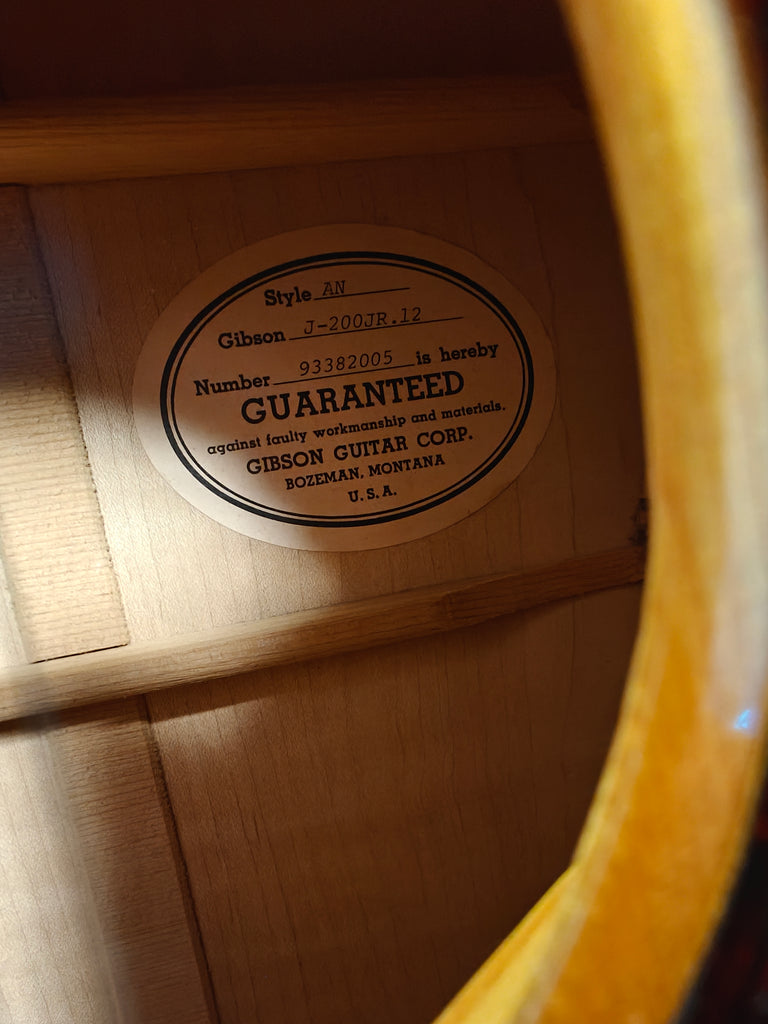 Style AN
Gibson J-200JR.12
Number 93382005 is hereby
GUARANTEED
against faulty workmanship and materials.
GIBSON GUITAR CORP.
BOZEMAN, MONTANA
U.S.A.